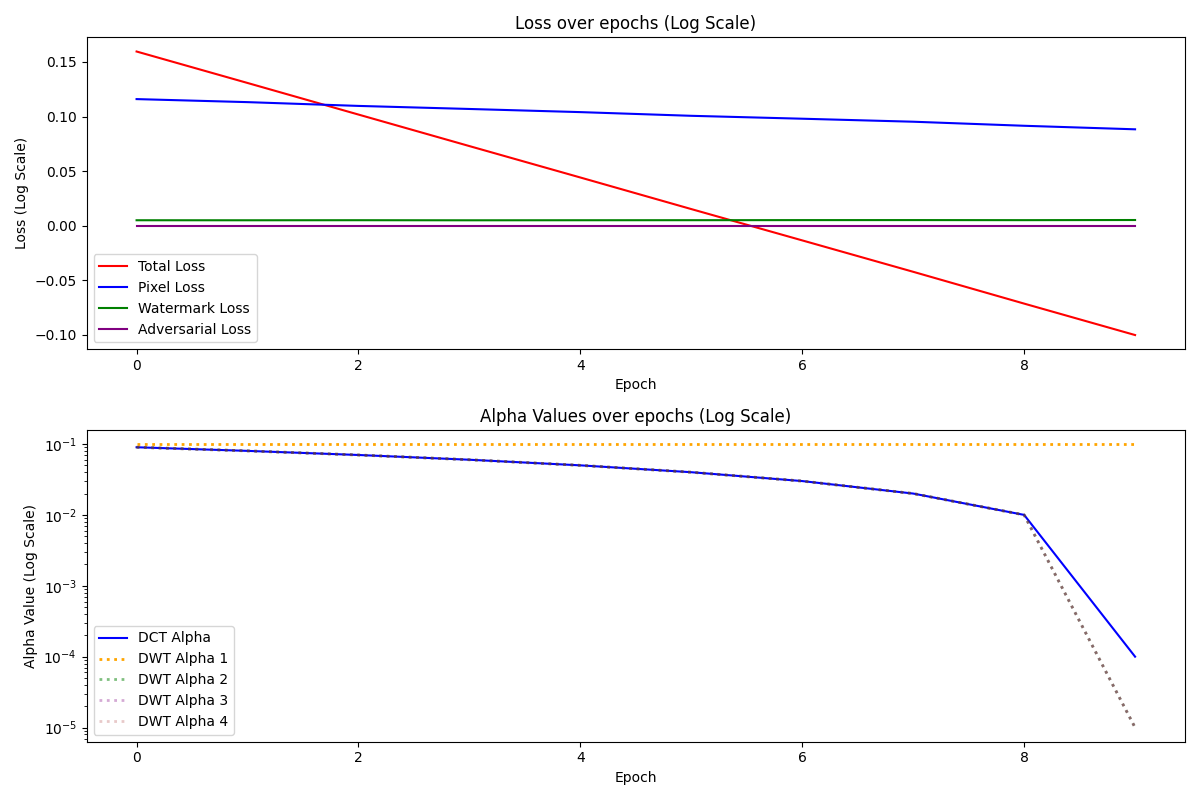 Loss over epochs (Log Scale)
0.15
0.10
0.05
0.00
−0.05
−0.10
Loss (Log Scale)
Total Loss
Pixel Loss
Watermark Loss
Adversarial Loss
0 2 4 6 8
Epoch
Alpha Values over epochs (Log Scale)
10⁻¹
10⁻²
10⁻³
10⁻⁴
10⁻⁵
Alpha Value (Log Scale)
DCT Alpha
DWT Alpha 1
DWT Alpha 2
DWT Alpha 3
DWT Alpha 4
0 2 4 6 8
Epoch